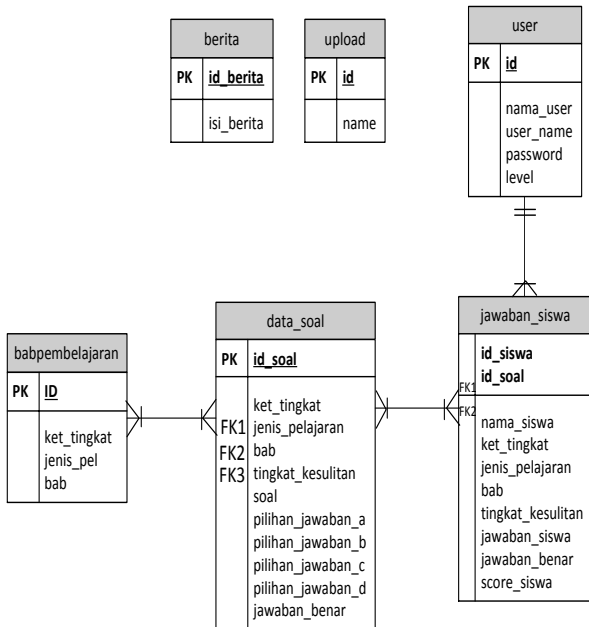 berita
PK id_berita
isi_berita
upload
PK id
name
user
PK id
nama_user
user_name
password
level
babpembelajaran
PK ID
ket_tingkat
jenis_pel
bab
data_soal
PK id_soal
ket_tingkat
FK1 jenis_pelajaran
FK2 bab
FK3 tingkat_kesulitan
soal
pilihan_jawaban_a
pilihan_jawaban_b
pilihan_jawaban_c
pilihan_jawaban_d
jawaban_benar
jawaban_siswa
id_siswa
FK1 id_soal
FK2 nama_siswa
ket_tingkat
jenis_pelajaran
bab
tingkat_kesulitan
jawaban_siswa
jawaban_benar
score_siswa